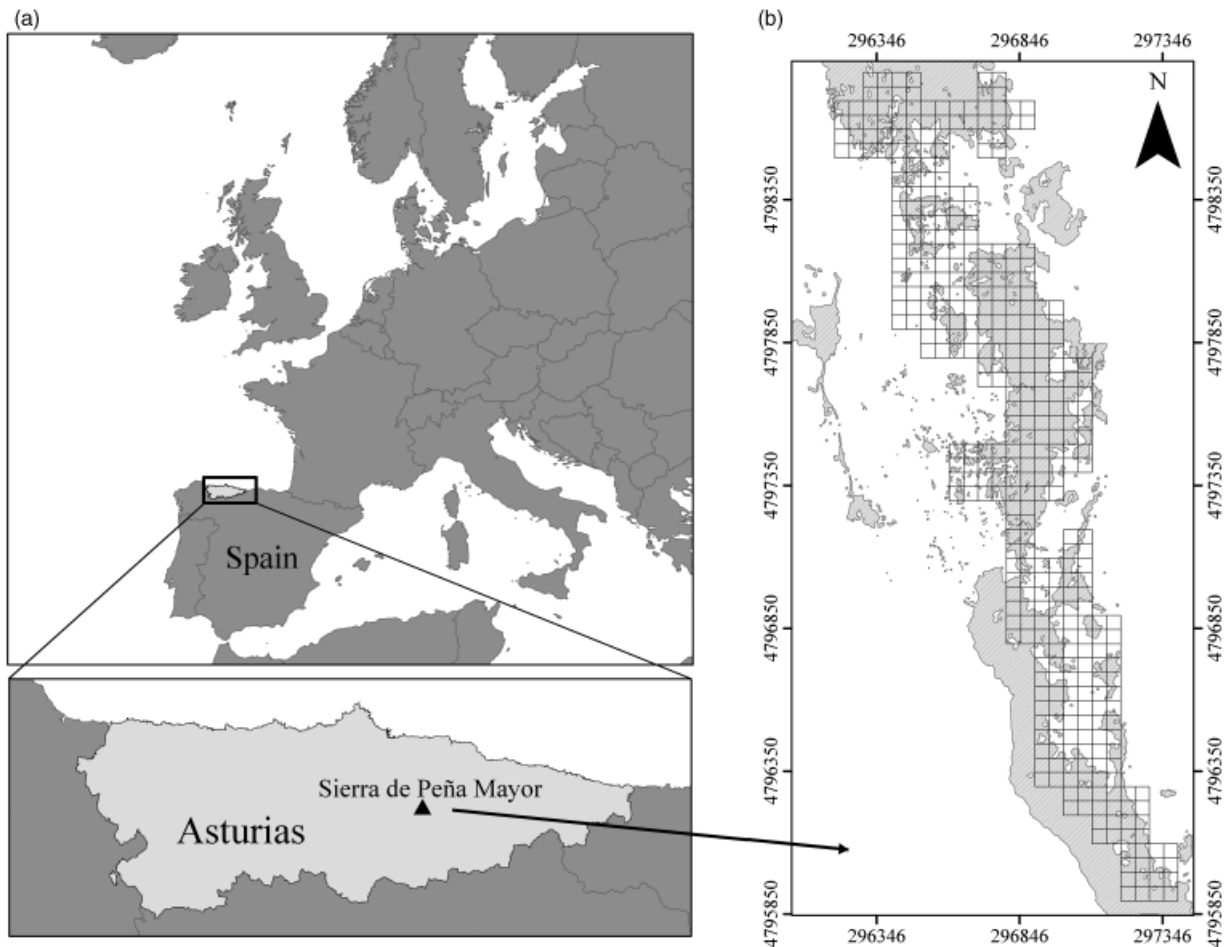 (a)
Spain
Sierra de Peña Mayor
Asturias
(b)
296346 296846 297346
N
4798350 4798350
4797850 4797850
4797350 4797350
4796850 4796850
4796350 4796350
4795850 4795850
296346 296846 297346